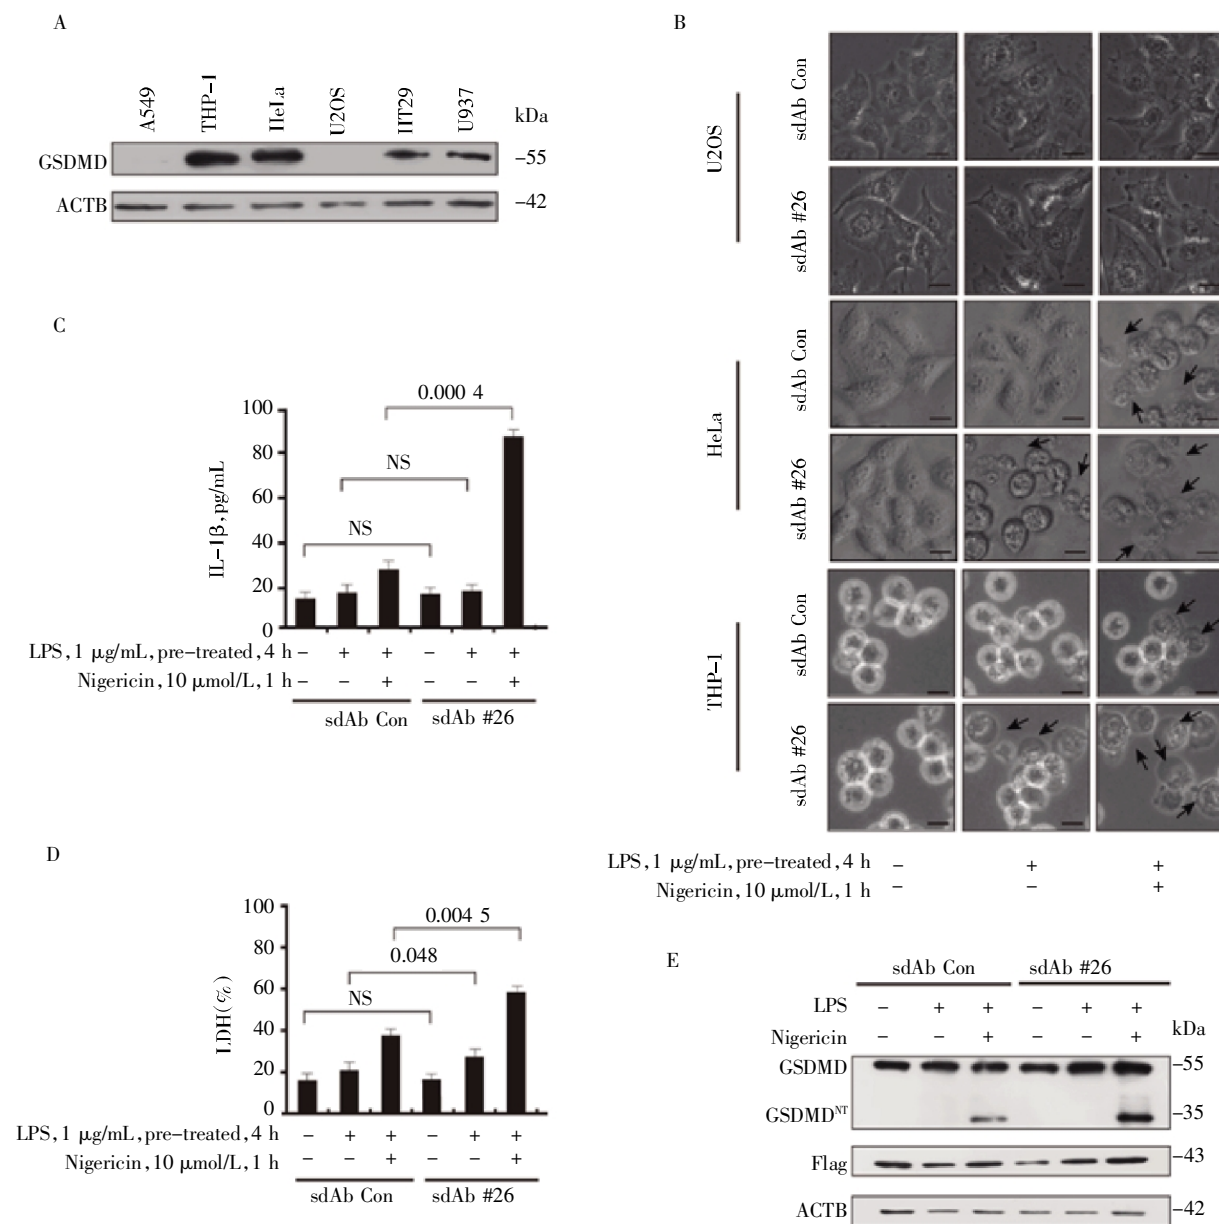 A
A549
THP-1
HeLa
U2OS
HT29
U937
kDa
GSDMD
-55
ACTB
-42
B
U2OS
sdAb Con
sdAb #26
HeLa
sdAb Con
sdAb #26
THP-1
sdAb Con
sdAb #26
LPS, 1 μg/mL, pre-treated, 4 h - + +
Nigericin, 10 μmol/L, 1 h - - +
C
IL-1β, pg/mL
100
80
60
40
20
0
NS
NS
0.000 4
LPS, 1 μg/mL, pre-treated, 4 h - + + - + +
Nigericin, 10 μmol/L, 1 h - - + - - +
sdAb Con sdAb #26
D
LDH(%)
100
80
60
40
20
0
NS
0.048
0.004 5
LPS, 1 μg/mL, pre-treated, 4 h - + + - + +
Nigericin, 10 μmol/L, 1 h - - + - - +
sdAb Con sdAb #26
E
sdAb Con sdAb #26
LPS - + + - + +
Nigericin - - + - - +
kDa
GSDMD -55
GSDMDᴺᵀ -35
Flag -43
ACTB -42